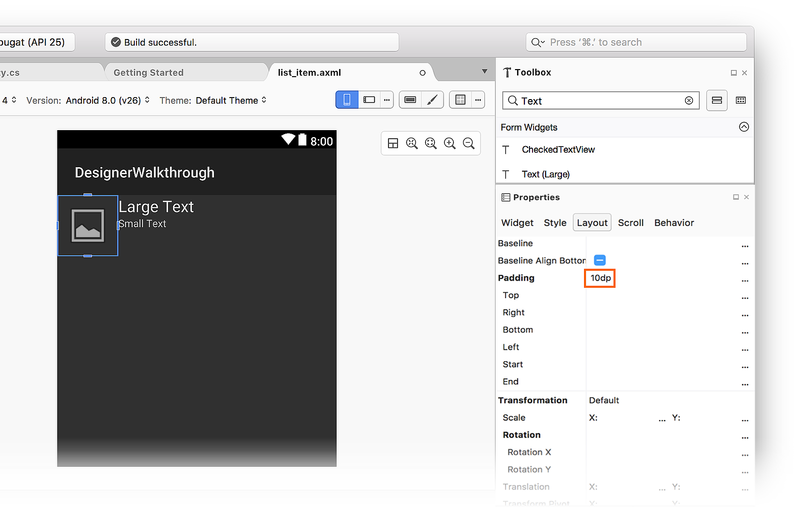 ougat (API 25)
Build successful.
Press '⌘.' to search
ty.cs
Getting Started
list_item.axml
Toolbox
4
Version: Android 8.0 (v26)
Theme: Default Theme
Text
Form Widgets
CheckedTextView
Text (Large)
8:00
DesignerWalkthrough
Large Text
Small Text
Properties
Widget Style Layout Scroll Behavior
Baseline ...
Baseline Align Bottom ...
Padding 10dp ...
Top ...
Right ...
Bottom ...
Left ...
Start ...
End ...
Transformation Default
Scale X: ... Y: ...
Rotation ...
Rotation X ...
Rotation Y ...
Translation X: ... Y: ...
Transform Pivot X: ... Y: ...